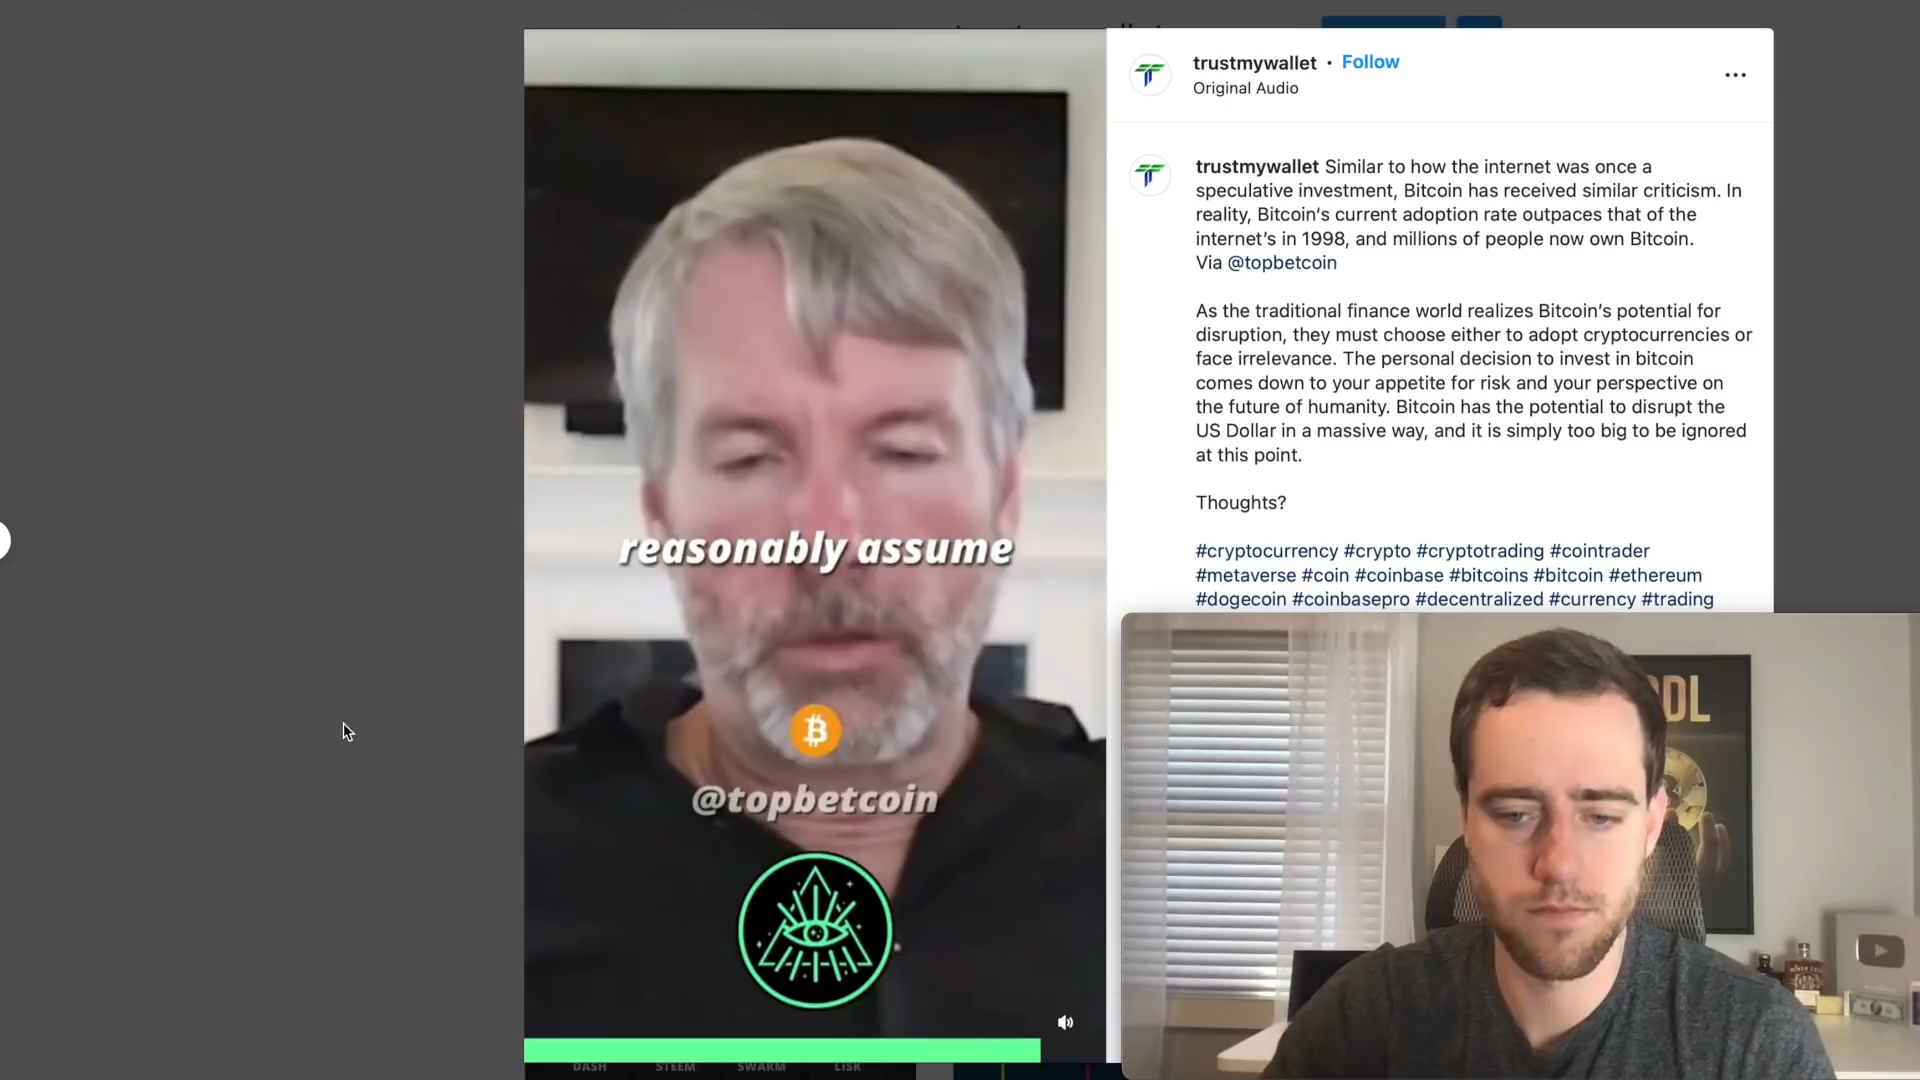 trustmywallet • Follow
Original Audio
trustmywallet Similar to how the internet was once a
speculative investment, Bitcoin has received similar criticism. In
reality, Bitcoin's current adoption rate outpaces that of the
internet's in 1998, and millions of people now own Bitcoin.
Via @topbetcoin
As the traditional finance world realizes Bitcoin's potential for
disruption, they must choose either to adopt cryptocurrencies or
face irrelevance. The personal decision to invest in bitcoin
comes down to your appetite for risk and your perspective on
the future of humanity. Bitcoin has the potential to disrupt the
US Dollar in a massive way, and it is simply too big to be ignored
at this point.
Thoughts?
#cryptocurrency #crypto #cryptotrading #cointrader
#metaverse #coin #coinbase #bitcoins #bitcoin #ethereum
#dogecoin #coinbasepro #decentralized #currency #trading
reasonably assume
@topbetcoin
DASH STEEM SWARM LISK
DL